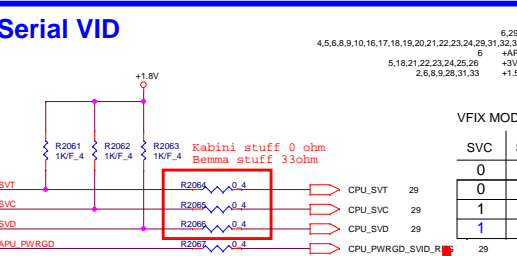 Serial VID
6,29
4,5,6,8,9,10,16,17,18,19,20,21,22,23,24,29,31,32,3
6 +AP
5,18,21,22,23,24,25,26 +3V
2,6,8,9,28,31,33 +1.5
+1.8V
VFIX MOD
R2061 R2062 R2063
1K/F_4 1K/F_4 1K/F_4
Kabini stuff 0 ohm
Bemma stuff 33ohm
SVC S
0
0
1
1
SVT R2064 0_4 CPU_SVT 29
SVC R2065 0_4 CPU_SVC 29
SVD R2066 0_4 CPU_SVD 29
APU_PWRGD R2067 0_4 CPU_PWRGD_SVID_REG 29